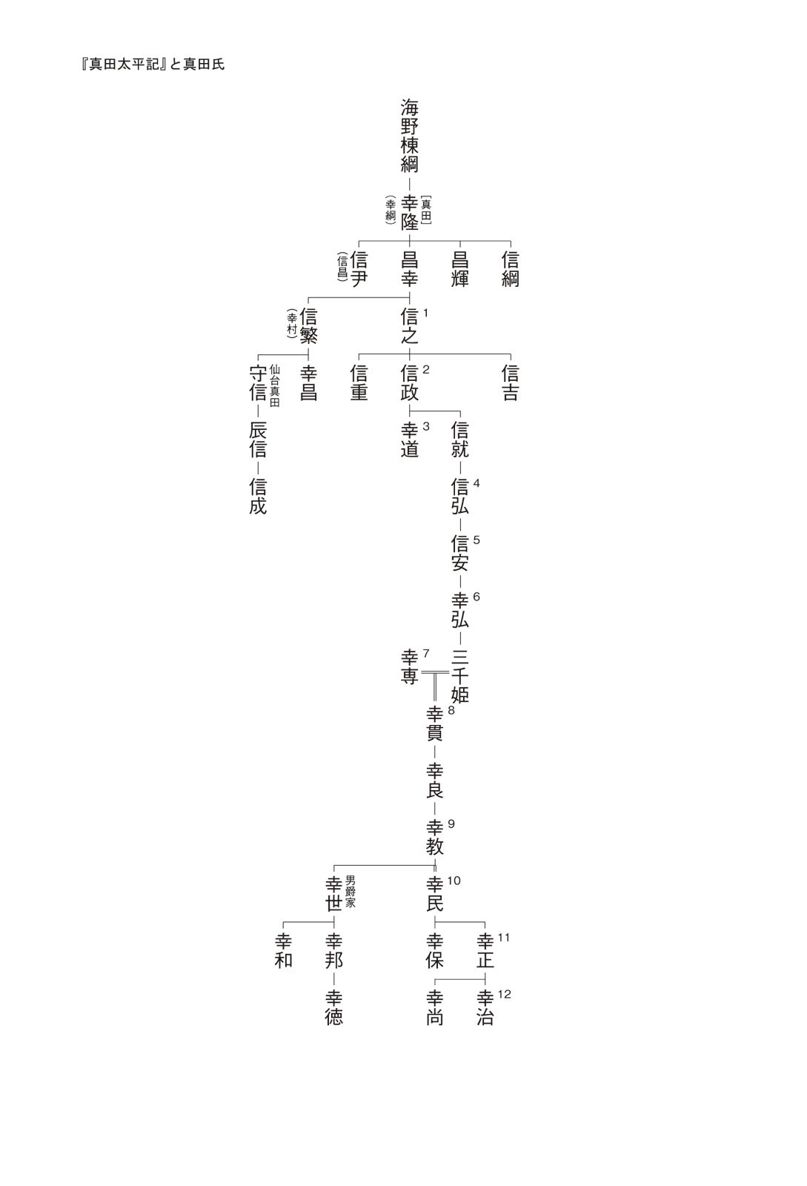 『真田太平記』と真田氏
海野棟綱
［真田］
幸隆
（幸綱）
信綱
昌輝
昌幸
信尹
（信昌）
信之 1
信繁
（幸村）
信吉
信政 2
信重
幸昌
仙台真田
守信
信就
幸道 3
辰信
信弘 4
信成
信安 5
幸弘 6
三千姫
幸専 7
幸貫 8
幸良
幸教 9
幸民 10
男爵家
幸世
幸正 11
幸保
幸邦
幸和
幸治 12
幸尚
幸徳